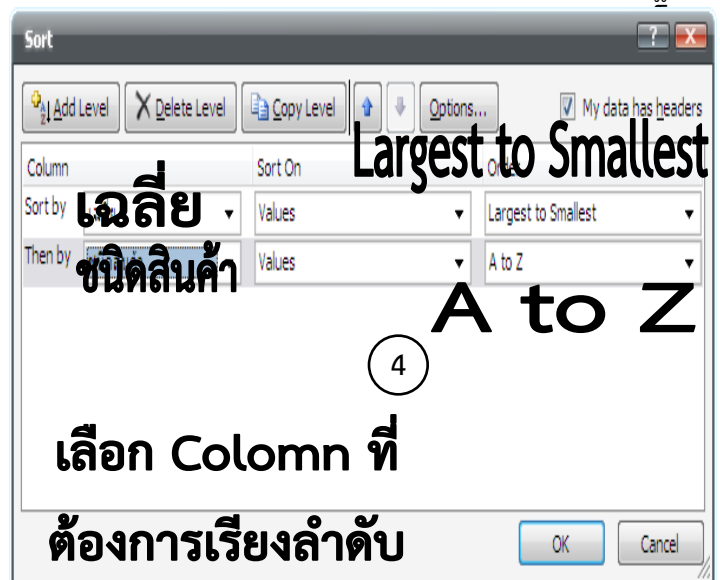 Sort
Add Level Delete Level Copy Level Options... My data has headers
Largest to Smallest
Column Sort On
Sort by เฉลี่ย Values Largest to Smallest
Then by ชนิดสินค้า Values A to Z
A to Z
4
เลือก Colomn ที่
ต้องการเรียงลำดับ
OK Cancel